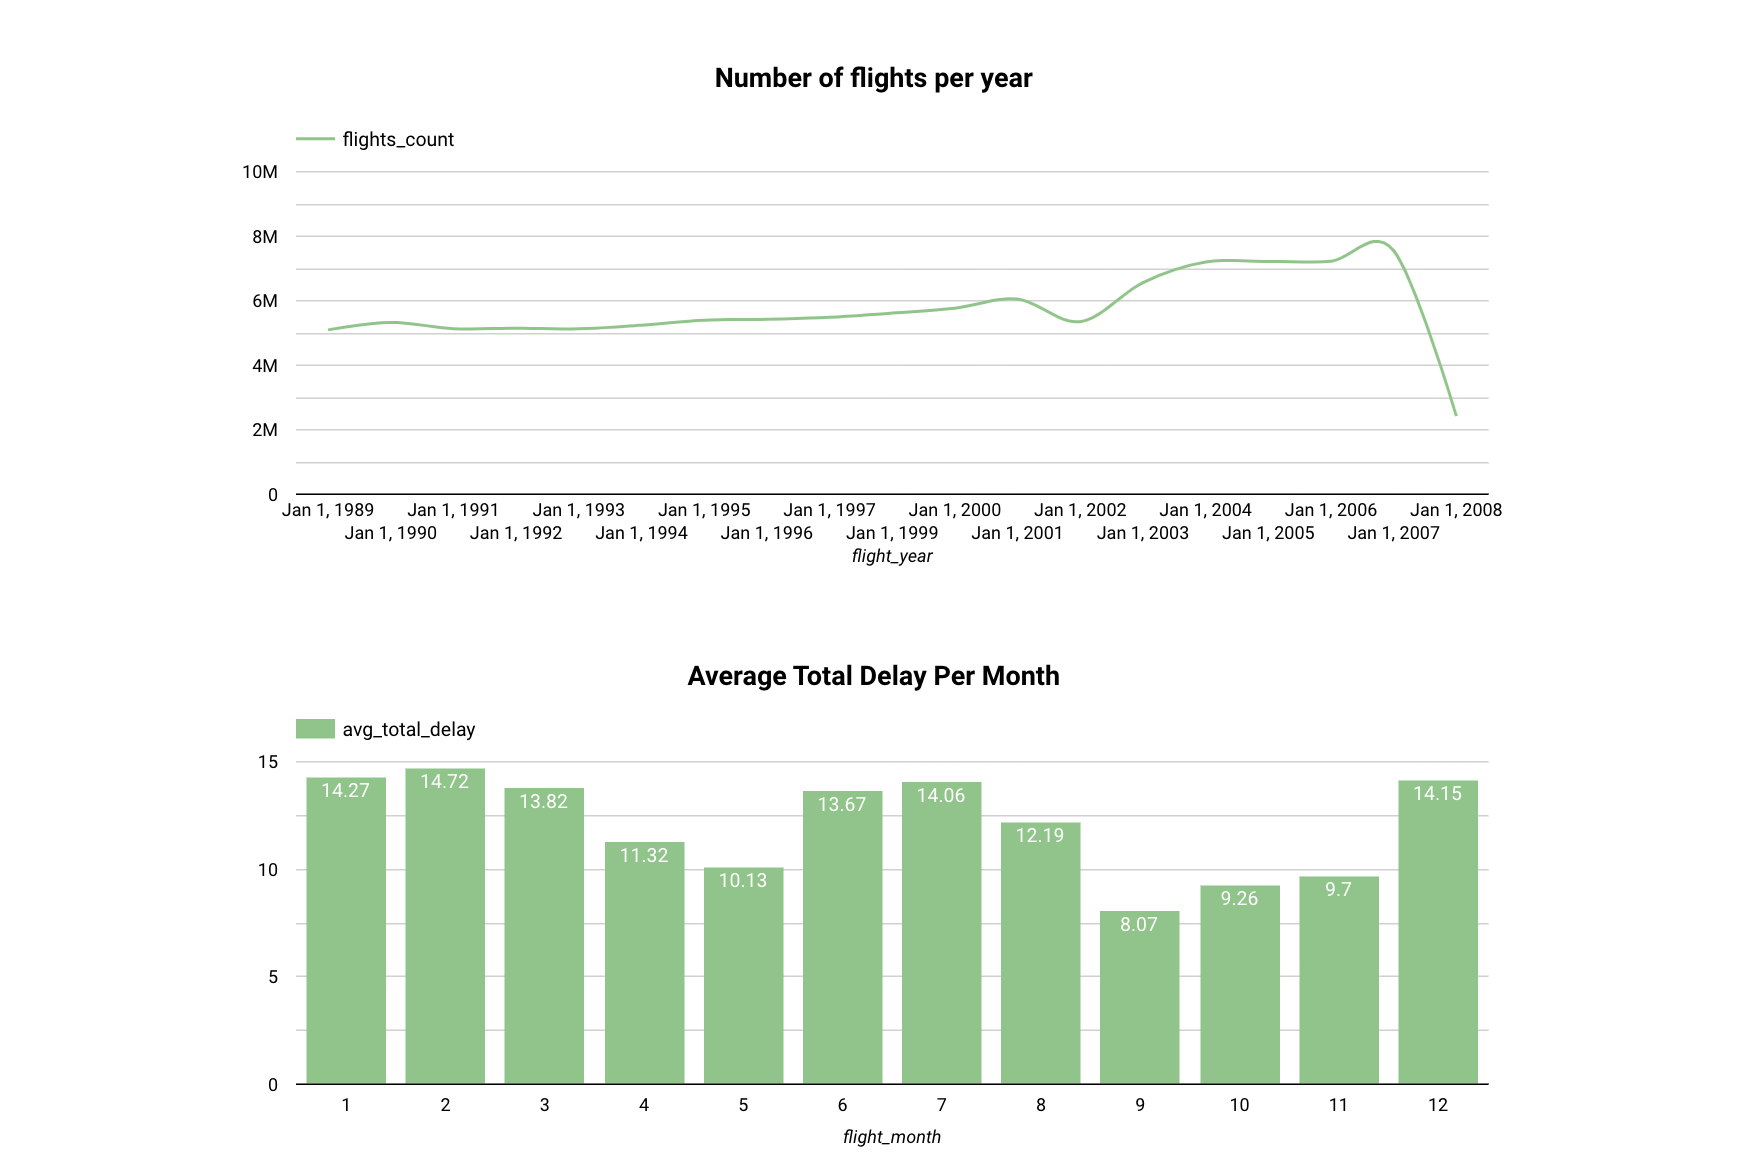 Number of flights per year
flights_count
10M
8M
6M
4M
2M
0
Jan 1, 1989 Jan 1, 1991 Jan 1, 1993 Jan 1, 1995 Jan 1, 1997 Jan 1, 2000 Jan 1, 2002 Jan 1, 2004 Jan 1, 2006 Jan 1, 2008
Jan 1, 1990 Jan 1, 1992 Jan 1, 1994 Jan 1, 1996 Jan 1, 1999 Jan 1, 2001 Jan 1, 2003 Jan 1, 2005 Jan 1, 2007
flight_year
Average Total Delay Per Month
avg_total_delay
15
10
5
0
14.27 14.72 13.82 11.32 10.13 13.67 14.06 12.19 8.07 9.26 9.7 14.15
1 2 3 4 5 6 7 8 9 10 11 12
flight_month